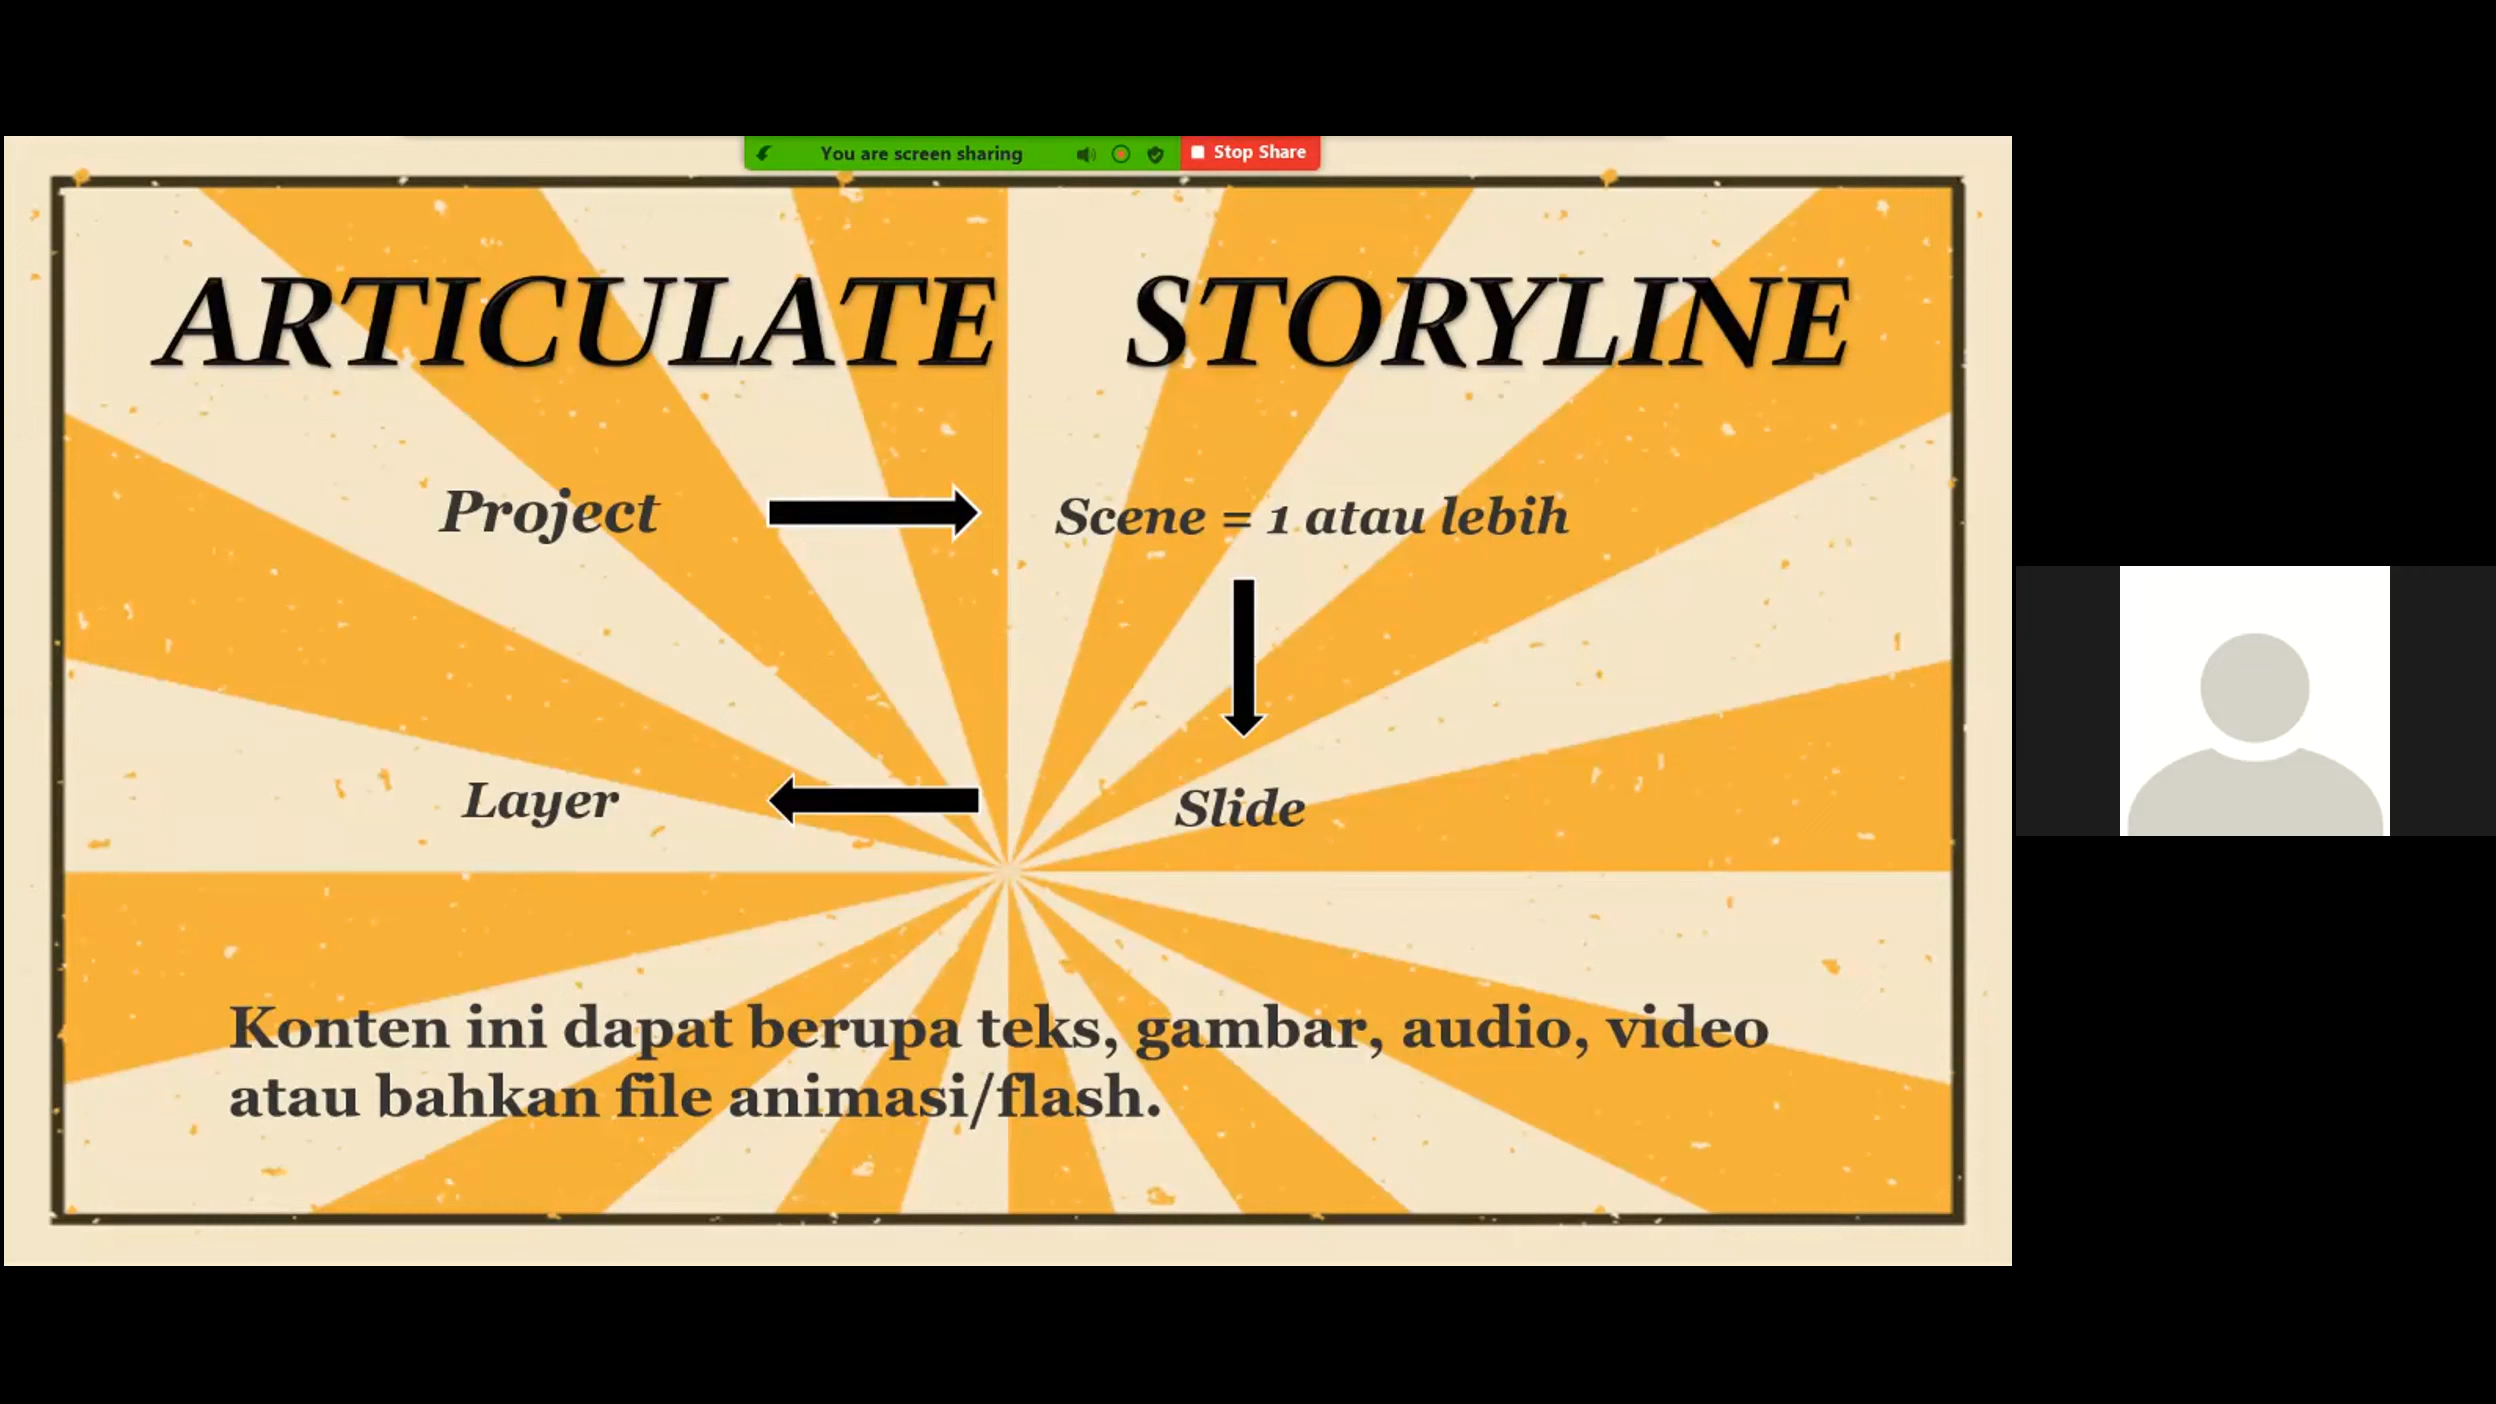 You are screen sharing
Stop Share
ARTICULATE STORYLINE
Project
Scene = 1 atau lebih
Layer
Slide
Konten ini dapat berupa teks, gambar, audio, video
atau bahkan file animasi/flash.